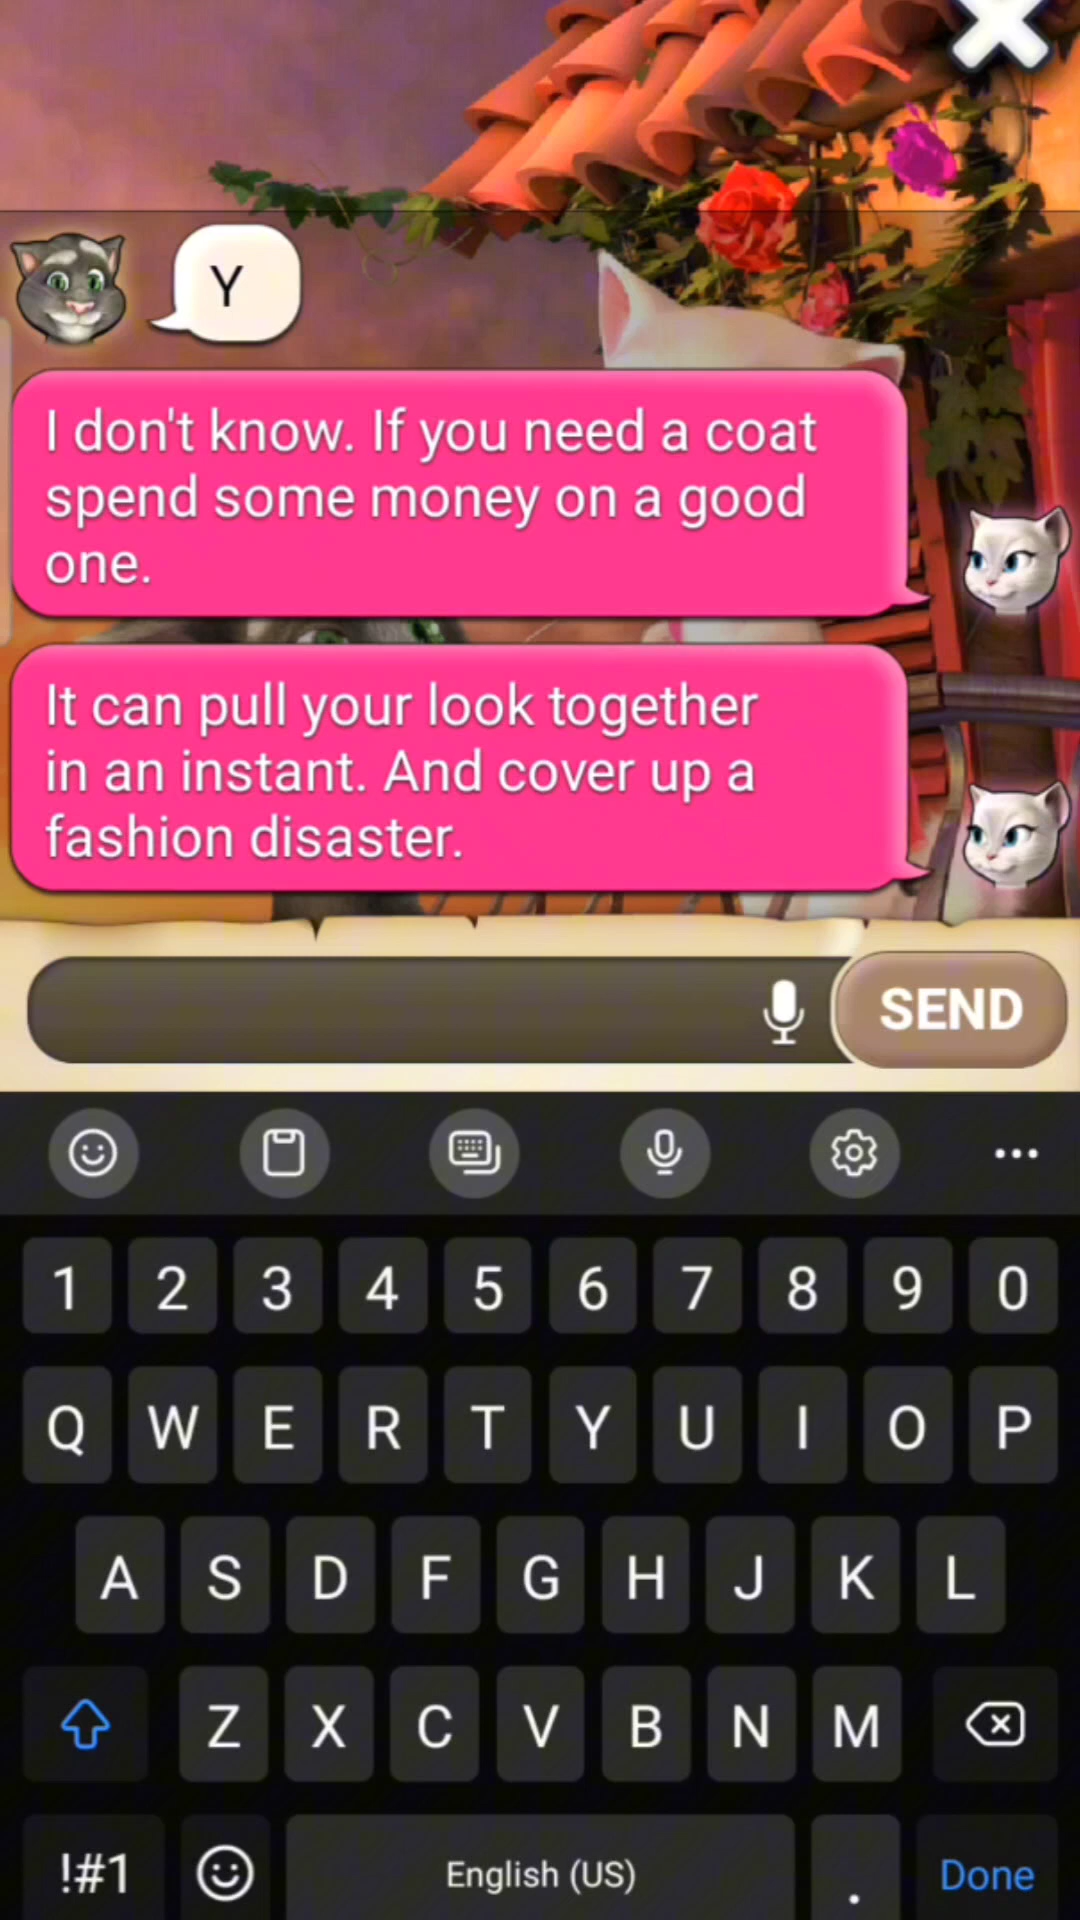 Y
I don't know. If you need a coat
spend some money on a good
one.
It can pull your look together
in an instant. And cover up a
fashion disaster.
SEND
1 2 3 4 5 6 7 8 9 0
Q W E R T Y U I O P
A S D F G H J K L
Z X C V B N M
!#1 English (US) . Done